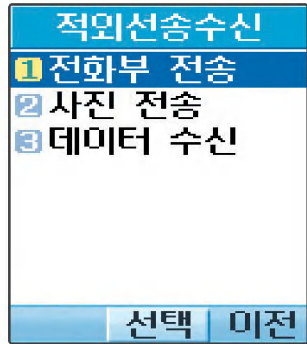 적외선송수신
1 전화부 전송
2 사진 전송
3 데이터 수신
선택 이전